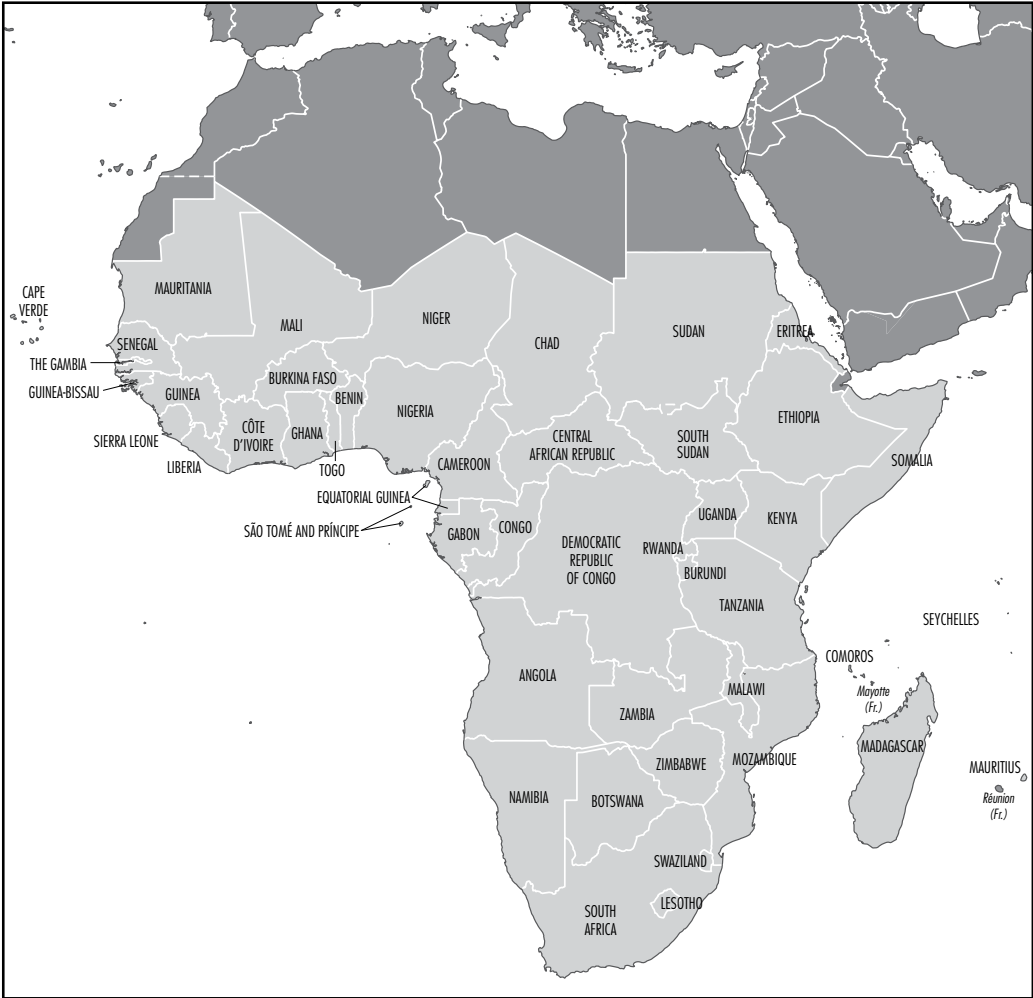 MAURITANIA
CAPE
VERDE
MALI
NIGER
CHAD
SUDAN
ERITREA
SENEGAL
THE GAMBIA
GUINEA-BISSAU
GUINEA
BURKINA FASO
BENIN
NIGERIA
ETHIOPIA
SIERRA LEONE
LIBERIA
CÔTE
D’IVOIRE
GHANA
TOGO
CAMEROON
CENTRAL
AFRICAN REPUBLIC
SOUTH
SUDAN
SOMALIA
EQUATORIAL GUINEA
SÃO TOMÉ AND PRÍNCIPE
GABON
CONGO
UGANDA
KENYA
DEMOCRATIC
REPUBLIC
OF CONGO
RWANDA
BURUNDI
TANZANIA
SEYCHELLES
COMOROS
Mayotte
(Fr.)
ANGOLA
ZAMBIA
MALAWI
MOZAMBIQUE
MADAGASCAR
MAURITIUS
Réunion
(Fr.)
ZIMBABWE
NAMIBIA
BOTSWANA
SWAZILAND
LESOTHO
SOUTH
AFRICA